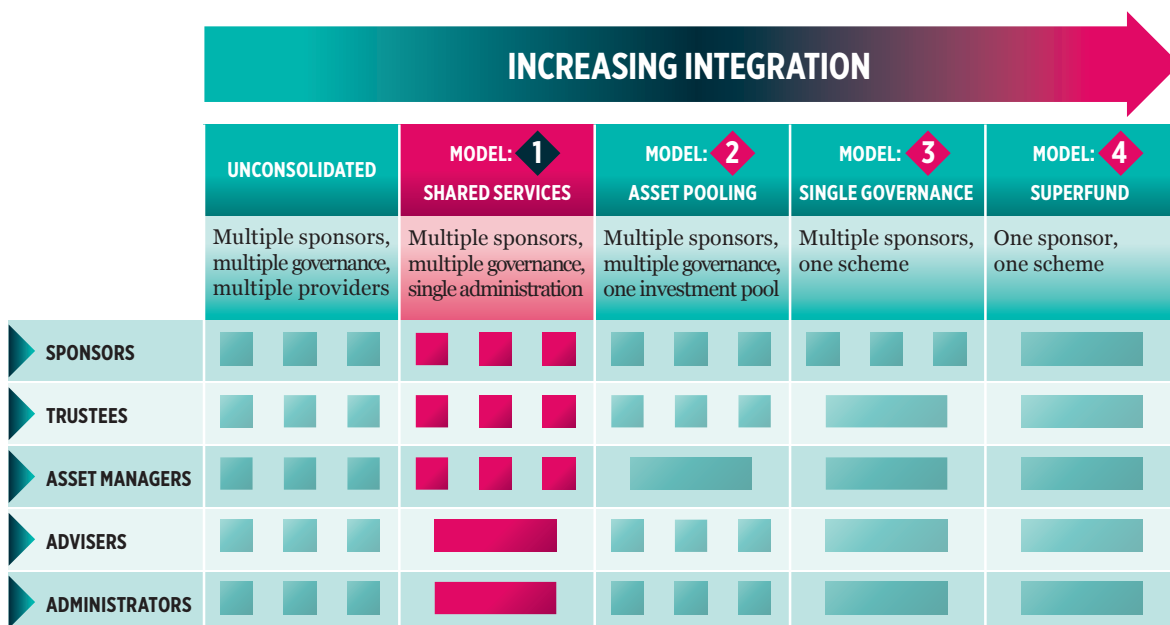 INCREASING INTEGRATION
UNCONSOLIDATED
MODEL: 1
SHARED SERVICES
MODEL: 2
ASSET POOLING
MODEL: 3
SINGLE GOVERNANCE
MODEL: 4
SUPERFUND
Multiple sponsors,
multiple governance,
multiple providers
Multiple sponsors,
multiple governance,
single administration
Multiple sponsors,
multiple governance,
one investment pool
Multiple sponsors,
one scheme
One sponsor,
one scheme
SPONSORS
TRUSTEES
ASSET MANAGERS
ADVISERS
ADMINISTRATORS